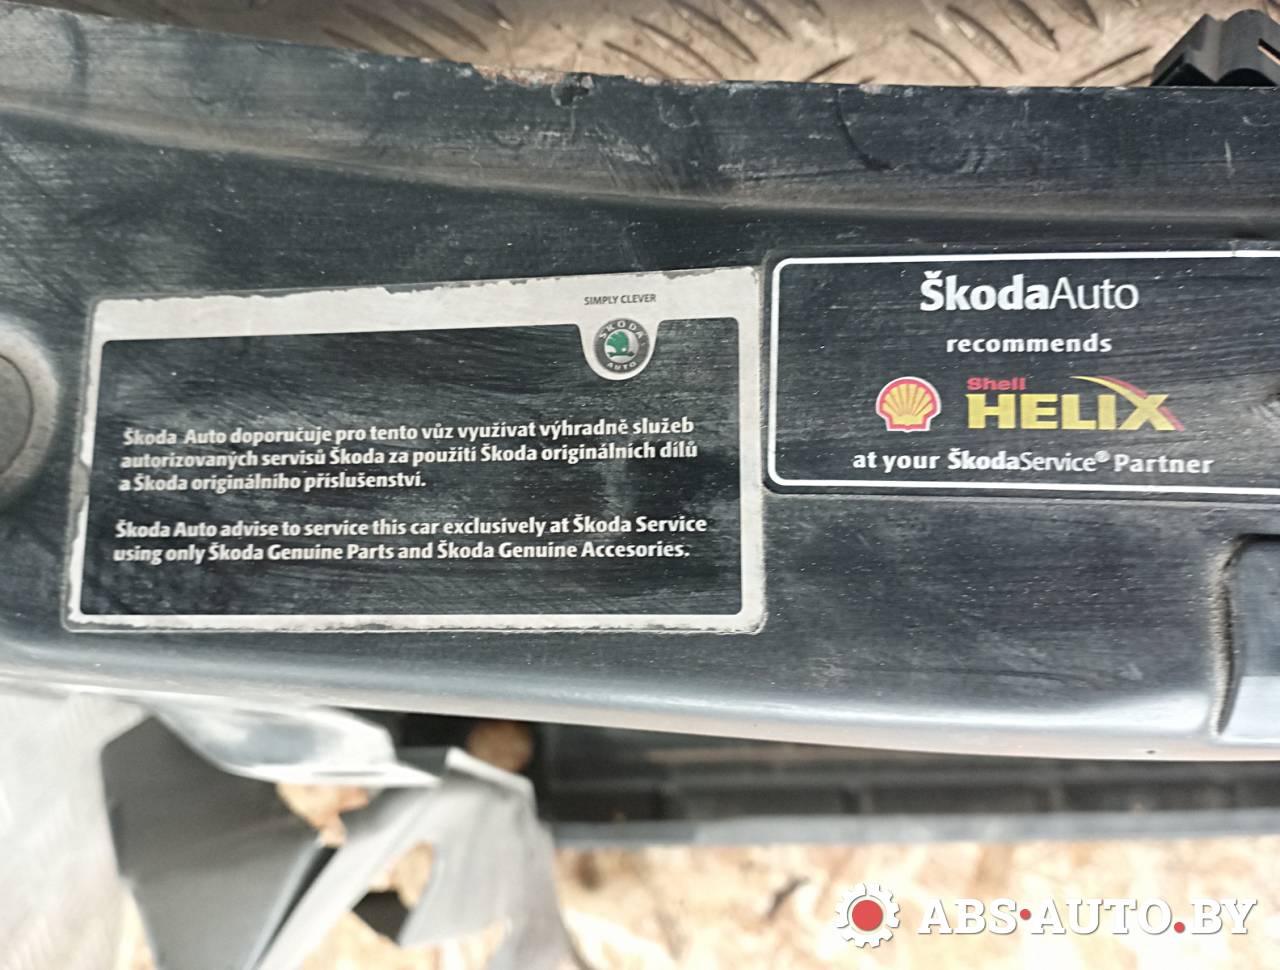 SIMPLY CLEVER
ŠKODA
AUTO
Škoda Auto doporučuje pro tento vůz využívat výhradně služeb
autorizovaných servisů Škoda za použití Škoda originálních dílů
a Škoda originálního příslušenství.
Škoda Auto advise to service this car exclusively at Škoda Service
using only Škoda Genuine Parts and Škoda Genuine Accesories.
ŠkodaAuto
recommends
Shell
HELIX
at your ŠkodaService® Partner
ABS·AUTO.BY